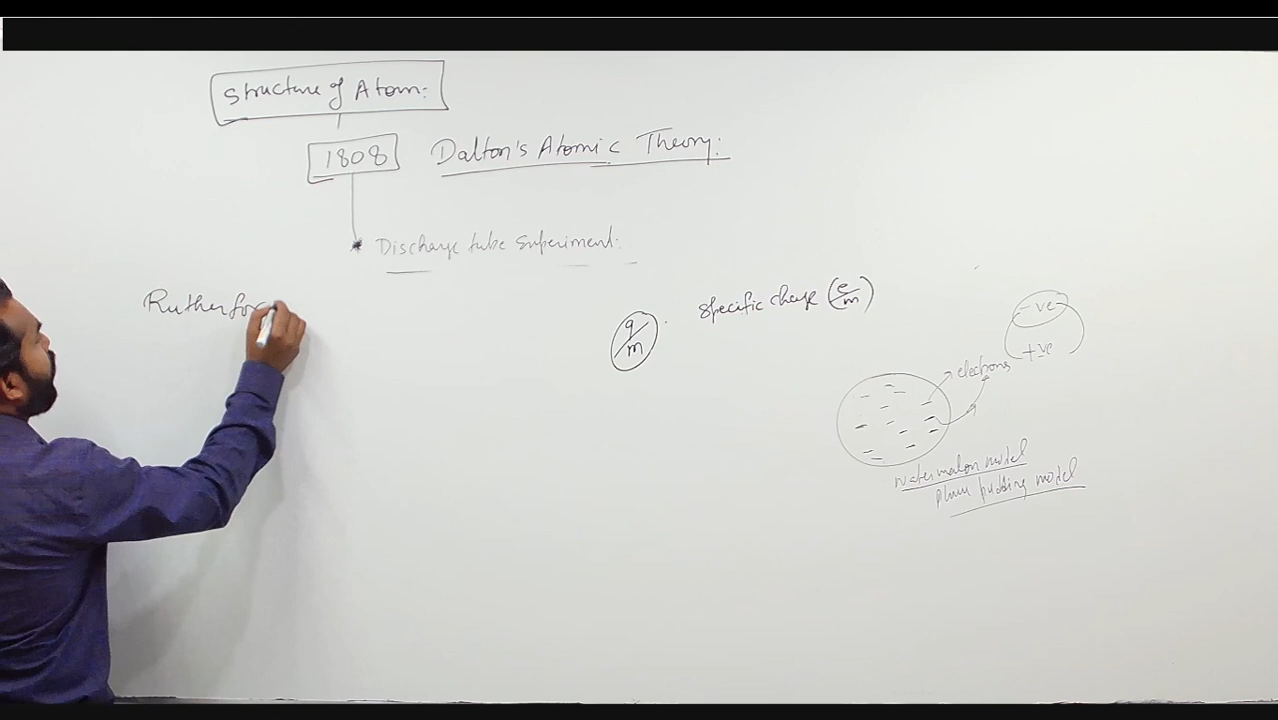 Structure of Atom:
1808 Dalton's Atomic Theory:
Discharge tube Experiment:
Rutherfor
q/m
specific charge (e/m)
-ve
+ve
electrons
watermalon model
plum pudding model